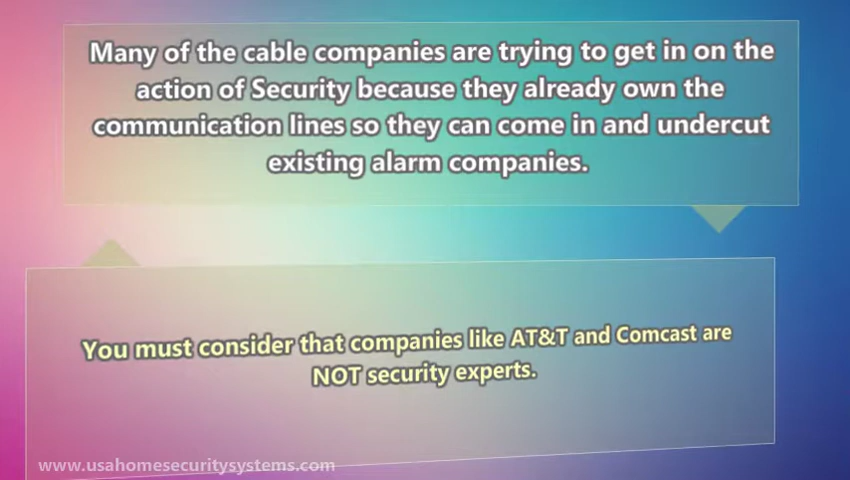 Many of the cable companies are trying to get in on the
action of Security because they already own the
communication lines so they can come in and undercut
existing alarm companies.
You must consider that companies like AT&T and Comcast are
NOT security experts.
www.usahomesecuritysystems.com